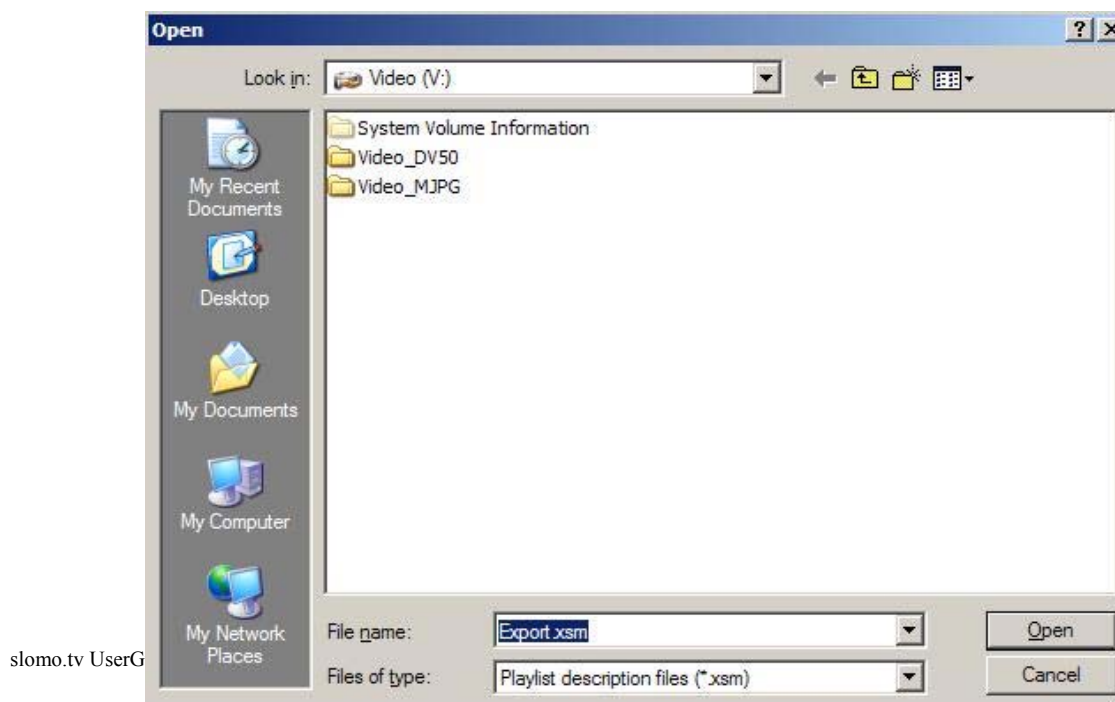 Open
? X
Look in: Video (V:)
System Volume Information
Video_DV50
Video_MJPG
My Recent
Documents
Desktop
My Documents
My Computer
My Network
Places
File name: Export.xsm Open
Files of type: Playlist description files (*.xsm) Cancel
slomo.tv UserG